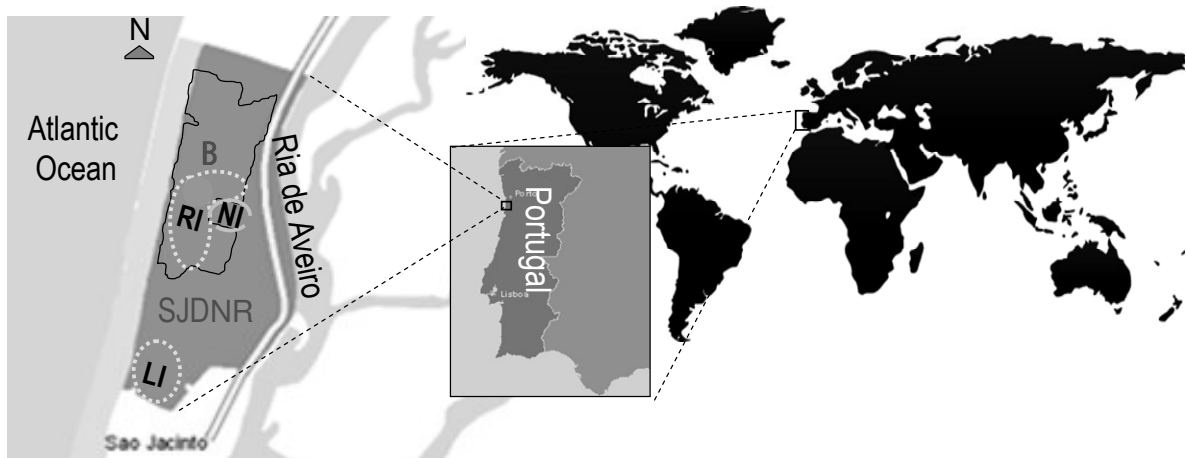 N
Atlantic
Ocean
B
RI
NI
Ria de Aveiro
SJDNR
LI
Sao Jacinto
Porto
Portugal
Lisboa